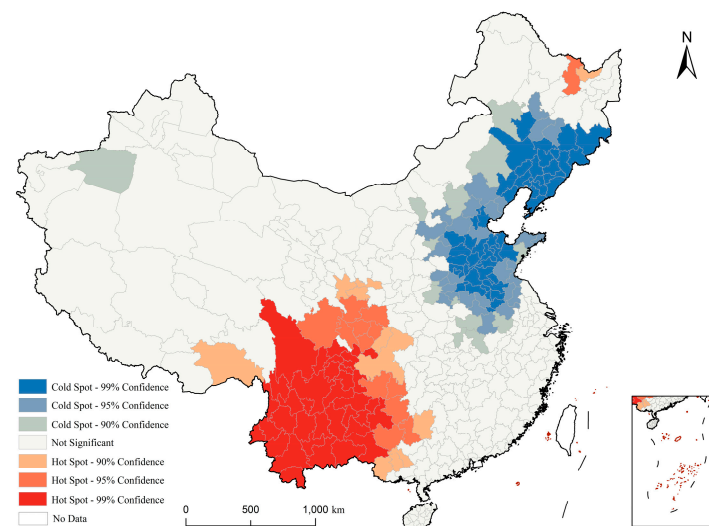 N
Cold Spot - 99% Confidence
Cold Spot - 95% Confidence
Cold Spot - 90% Confidence
Not Significant
Hot Spot - 90% Confidence
Hot Spot - 95% Confidence
Hot Spot - 99% Confidence
No Data
0 500 1,000 km